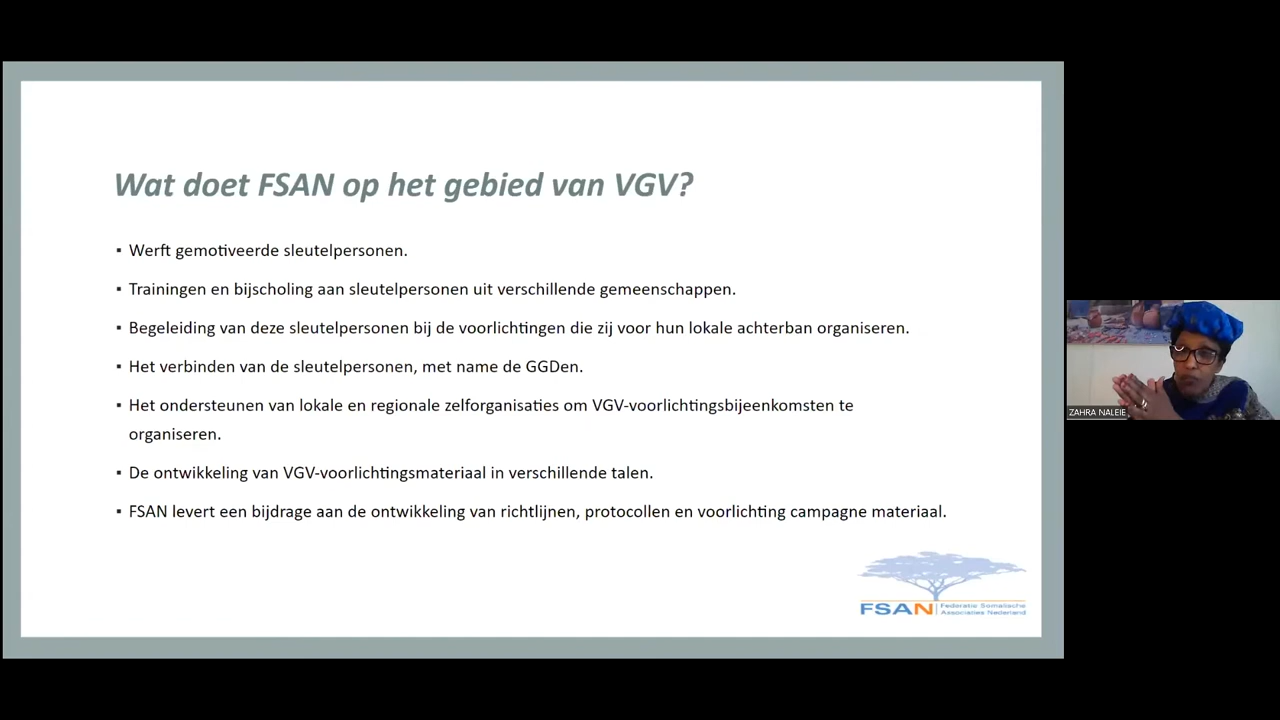 Wat doet FSAN op het gebied van VGV?
▪ Werft gemotiveerde sleutelpersonen.
▪ Trainingen en bijscholing aan sleutelpersonen uit verschillende gemeenschappen.
▪ Begeleiding van deze sleutelpersonen bij de voorlichtingen die zij voor hun lokale achterban organiseren.
▪ Het verbinden van de sleutelpersonen, met name de GGDen.
▪ Het ondersteunen van lokale en regionale zelforganisaties om VGV-voorlichtingsbijeenkomsten te
organiseren.
▪ De ontwikkeling van VGV-voorlichtingsmateriaal in verschillende talen.
▪ FSAN levert een bijdrage aan de ontwikkeling van richtlijnen, protocollen en voorlichting campagne materiaal.
FSAN | Federatie Somalische
Associaties Nederland
ZAHRA NALEIE